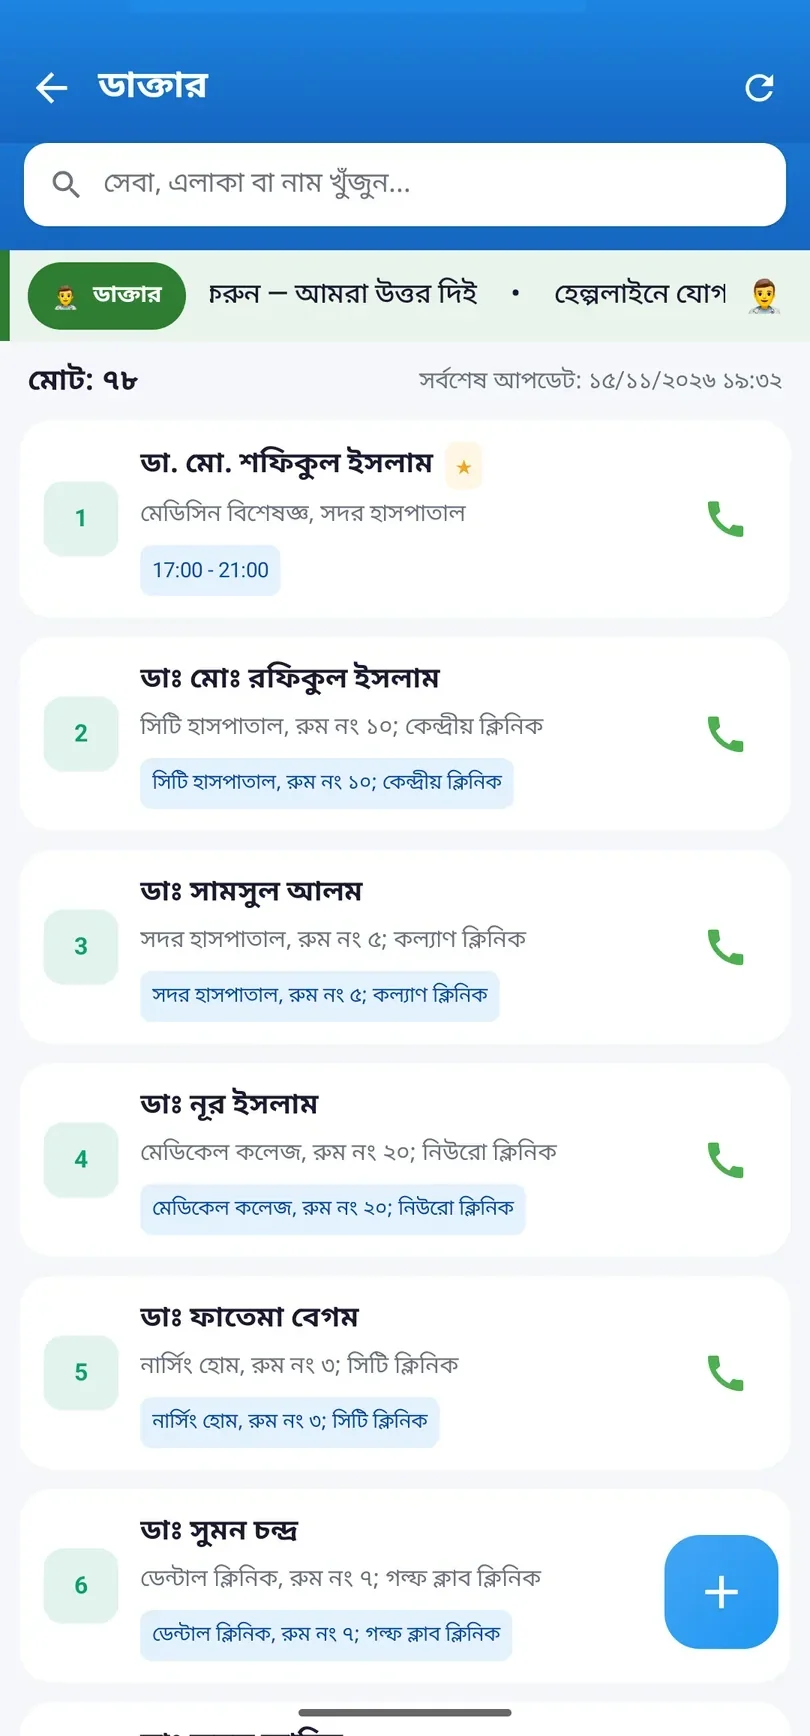 ডাক্তার
সেবা, এলাকা বা নাম খুঁজুন...
ডাক্তার
করুন — আমরা উত্তর দিই • হেল্পলাইনে যোগ
মোট: ৭৮
সর্বশেষ আপডেট: ১৫/১১/২০২৬ ১৯:৩২
ডা. মো. শফিকুল ইসলাম
1
মেডিসিন বিশেষজ্ঞ, সদর হাসপাতাল
17:00 - 21:00
ডাঃ মোঃ রফিকুল ইসলাম
2
সিটি হাসপাতাল, রুম নং ১০; কেন্দ্রীয় ক্লিনিক
সিটি হাসপাতাল, রুম নং ১০; কেন্দ্রীয় ক্লিনিক
ডাঃ সামসুল আলম
3
সদর হাসপাতাল, রুম নং ৫; কল্যাণ ক্লিনিক
সদর হাসপাতাল, রুম নং ৫; কল্যাণ ক্লিনিক
ডাঃ নূর ইসলাম
4
মেডিকেল কলেজ, রুম নং ২০; নিউরো ক্লিনিক
মেডিকেল কলেজ, রুম নং ২০; নিউরো ক্লিনিক
ডাঃ ফাতেমা বেগম
5
নার্সিং হোম, রুম নং ৩; সিটি ক্লিনিক
নার্সিং হোম, রুম নং ৩; সিটি ক্লিনিক
ডাঃ সুমন চন্দ্র
6
ডেন্টাল ক্লিনিক, রুম নং ৭; গল্ফ ক্লাব ক্লিনিক
ডেন্টাল ক্লিনিক, রুম নং ৭; গল্ফ ক্লাব ক্লিনিক